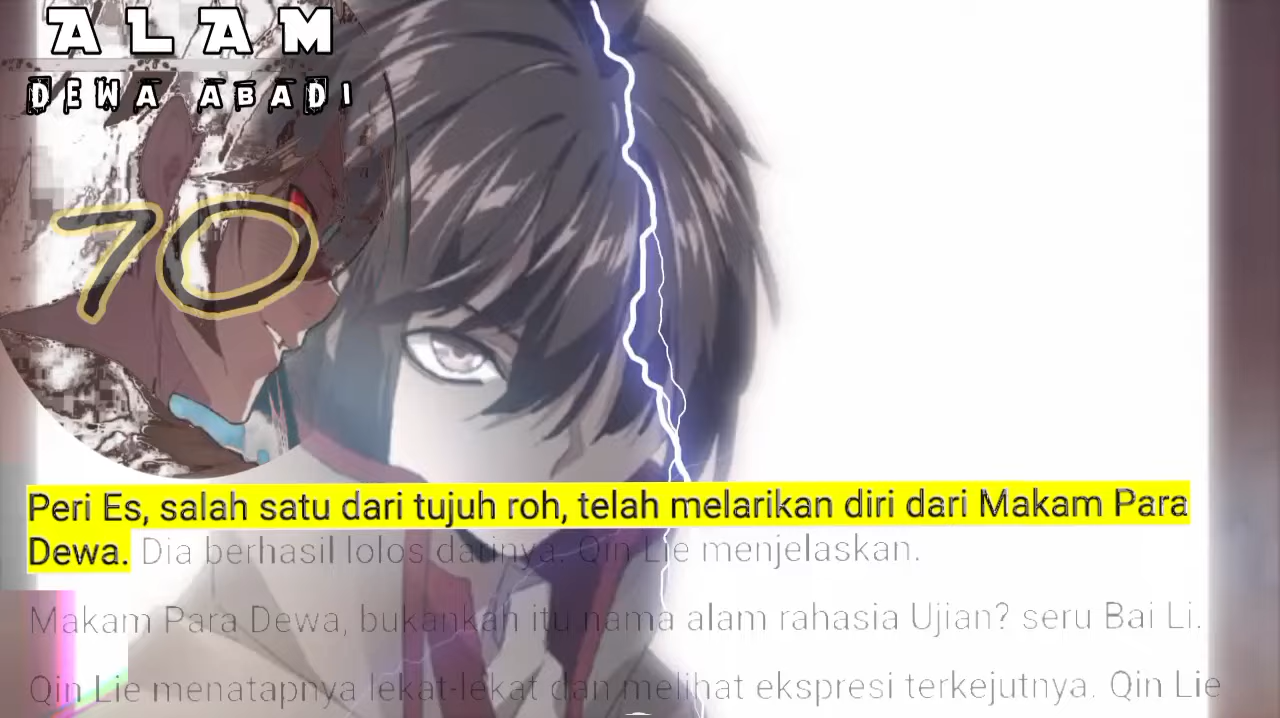 ALAM
DEWA ABADI
70
Peri Es, salah satu dari tujuh roh, telah melarikan diri dari Makam Para
Dewa. Dia berhasil lolos darinya. Qin Lie menjelaskan.
Makam Para Dewa, bukankah itu nama alam rahasia Ujian? seru Bai Li.
Qin Lie menatapnya lekat-lekat dan melihat ekspresi terkejutnya. Qin Lie